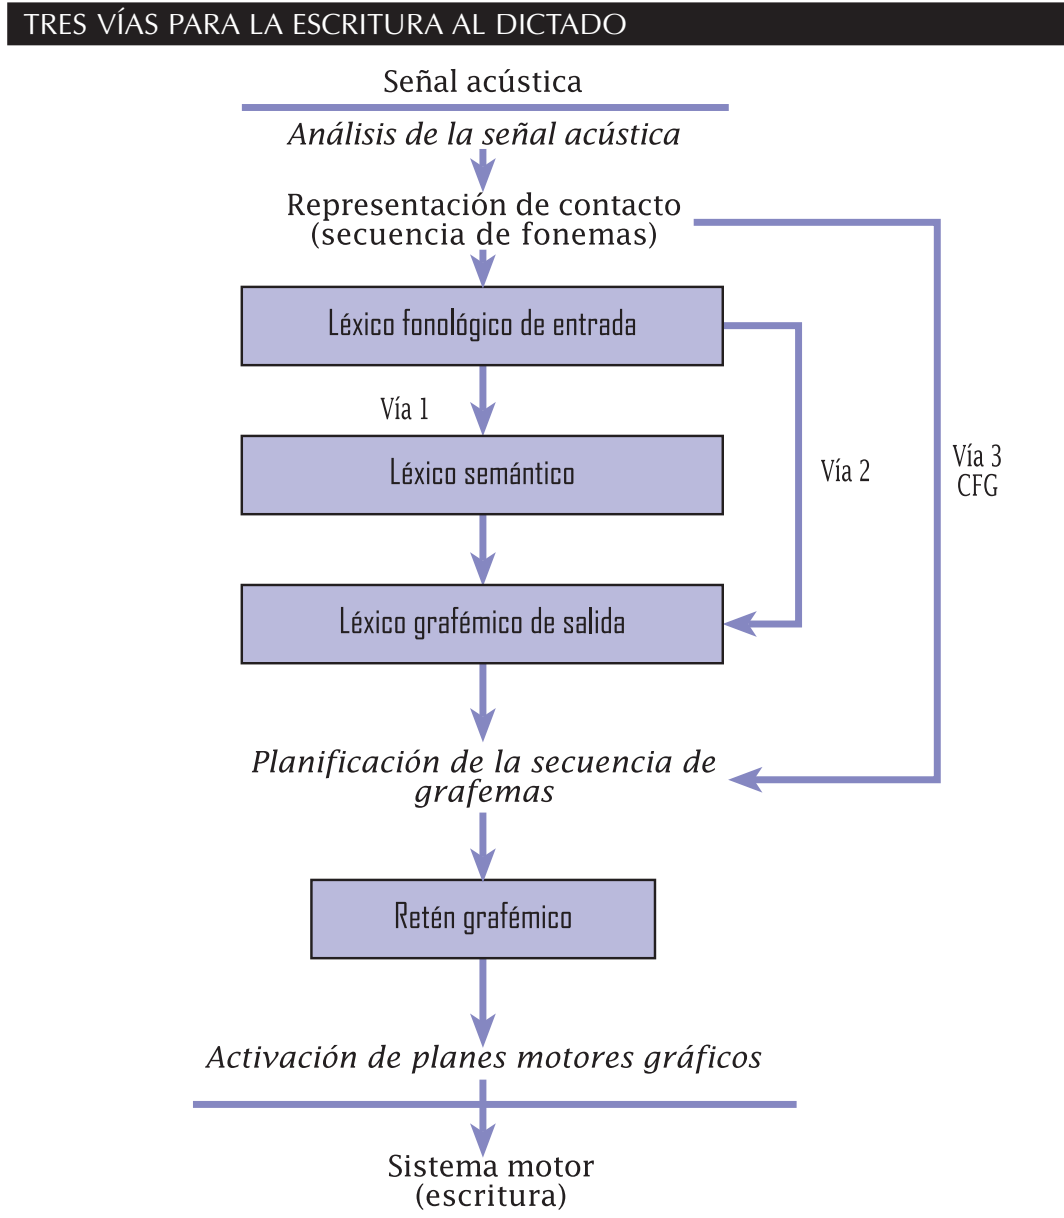 TRES VÍAS PARA LA ESCRITURA AL DICTADO
Señal acústica
Análisis de la señal acústica
Representación de contacto
(secuencia de fonemas)
Léxico fonológico de entrada
Vía 1
Léxico semántico
Vía 2
Vía 3
CFG
Léxico grafémico de salida
Planificación de la secuencia de
grafemas
Retén grafémico
Activación de planes motores gráficos
Sistema motor
(escritura)